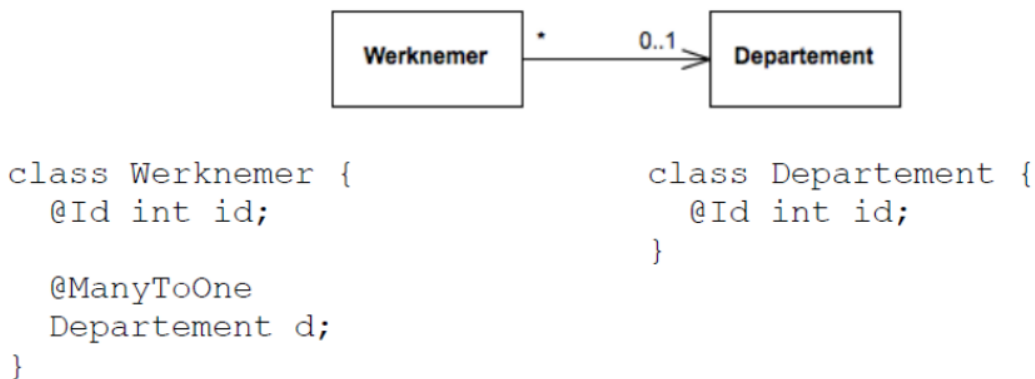 Werknemer * 0..1 Departement
class Werknemer {
  @Id int id;

  @ManyToOne
  Departement d;
}
class Departement {
  @Id int id;
}